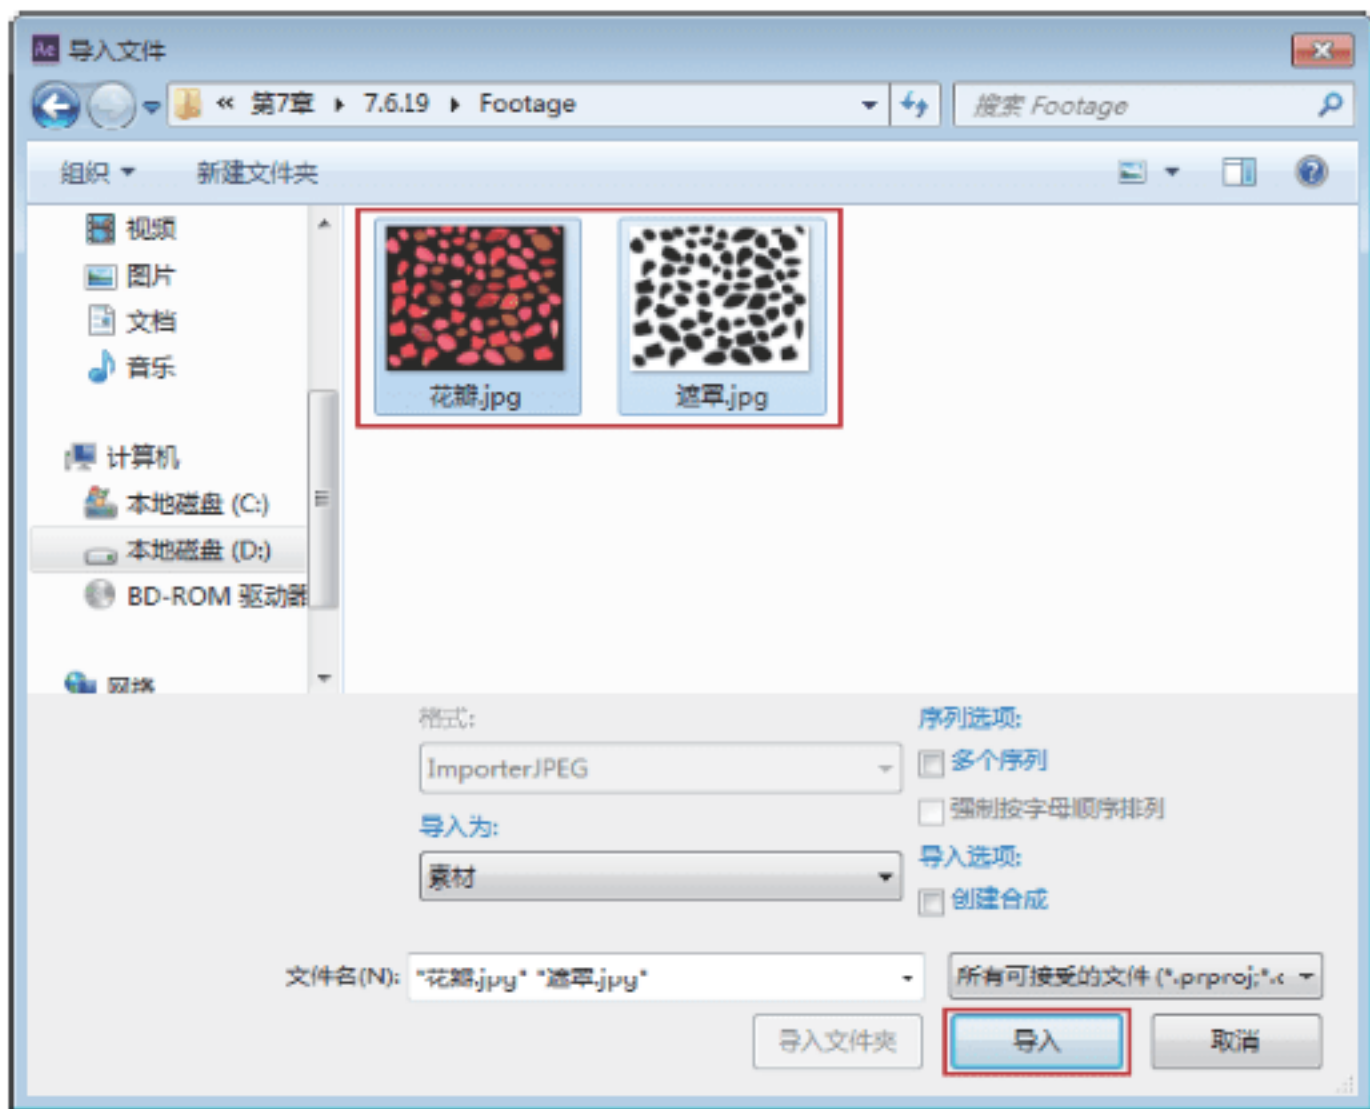 Ae 导入文件
« 第7章 ▸ 7.6.19 ▸ Footage
搜索 Footage
组织 新建文件夹
视频
图片
文档
音乐
计算机
本地磁盘 (C:)
本地磁盘 (D:)
BD-ROM 驱动器
网络
花瓣.jpg
遮罩.jpg
格式:
ImporterJPEG
导入为:
素材
序列选项:
多个序列
强制按字母顺序排列
导入选项:
创建合成
文件名(N): "花瓣.jpg" "遮罩.jpg"
所有可接受的文件 (*.prproj;*.c
导入文件夹 导入 取消